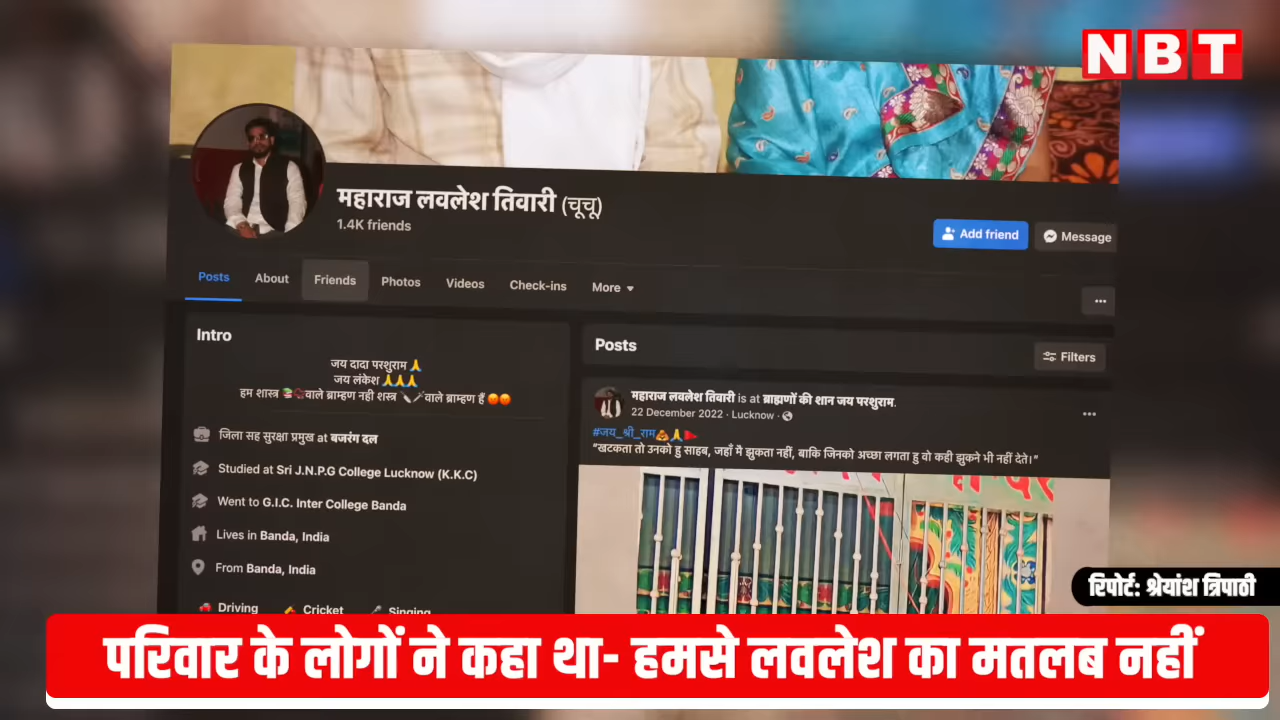 NBT
महाराज लवलेश तिवारी (चूचू)
1.4K friends
Add friend
Message
Posts
About
Friends
Photos
Videos
Check-ins
More
Intro
जय दादा परशुराम 🙏
जय लंकेश 🙏🙏🙏
हम शास्त्र 📚📿वाले ब्राम्हण नही शस्त्र 🔪🗡वाले ब्राम्हण हैं 😡😡
जिला सह सुरक्षा प्रमुख at बजरंग दल
Studied at Sri J.N.P.G College Lucknow (K.K.C)
Went to G.I.C. Inter College Banda
Lives in Banda, India
From Banda, India
Driving
Cricket
Singing
Posts
Filters
महाराज लवलेश तिवारी is at ब्राह्मणों की शान जय परशुराम.
22 December 2022 · Lucknow ·
#जय_श्री_राम🙏🚩
“खटकता तो उनको हु साहब, जहाँ मै झुकता नहीं, बाकि जिनको अच्छा लगता हु वो कही झुकने भी नहीं देते।”
रिपोर्ट: श्रेयांश त्रिपाठी
परिवार के लोगों ने कहा था- हमसे लवलेश का मतलब नहीं